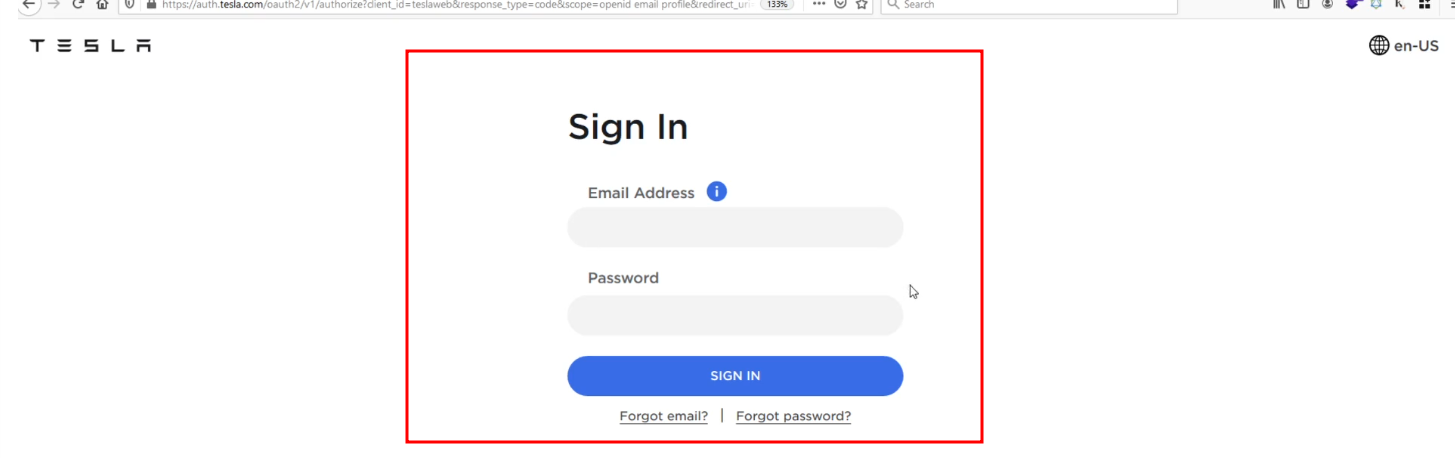 https://auth.tesla.com/oauth2/v1/authorize?client_id=teslaweb&response_type=code&scope=openid email profile&redirect_uri 133% Search
TESLA en-US
Sign In
Email Address i
Password
SIGN IN
Forgot email? | Forgot password?